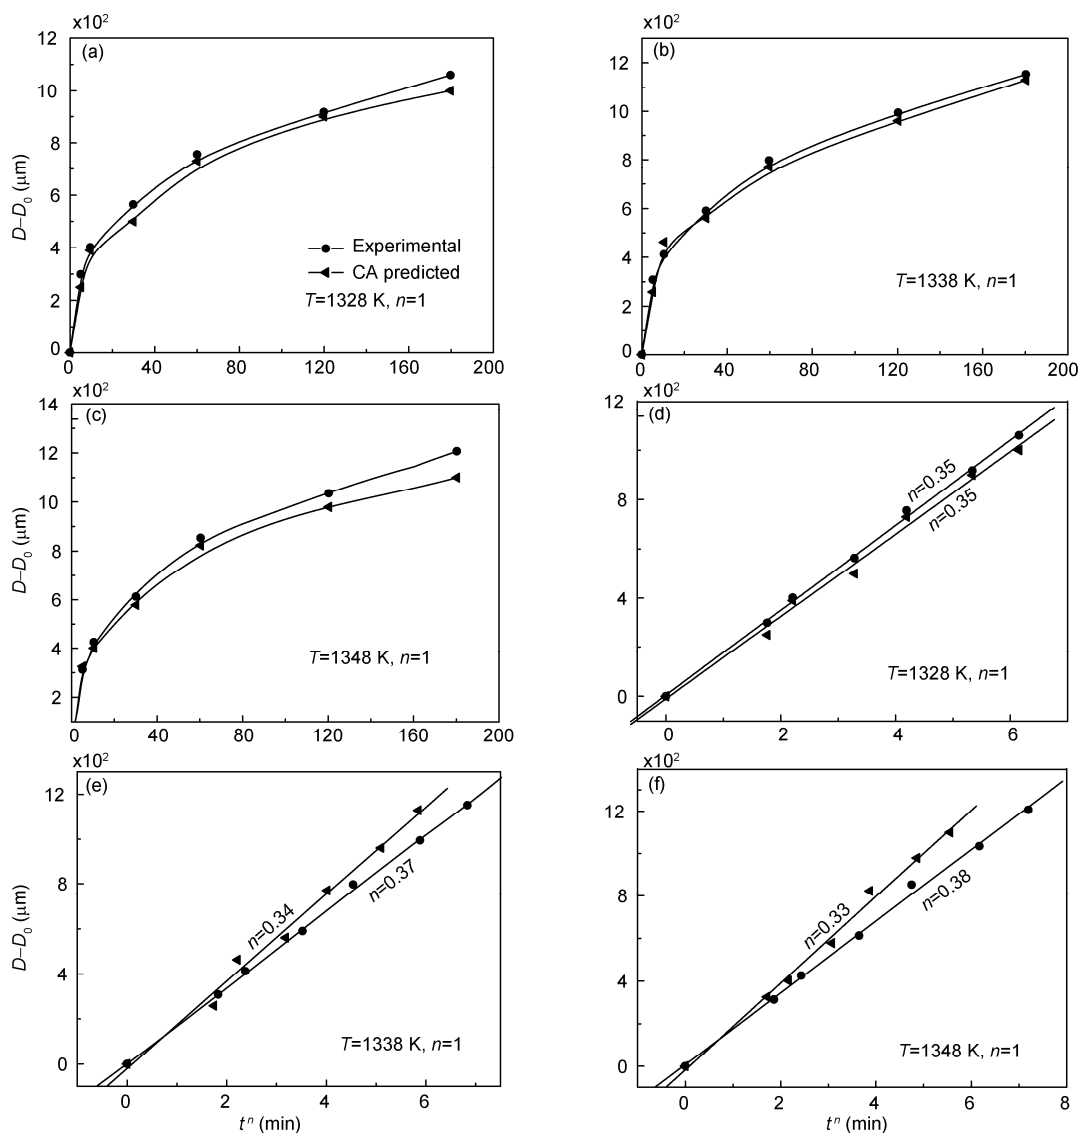 x10²
(a)
12
10
8
6
4
2
0
D–D₀ (μm)
Experimental
CA predicted
T=1328 K, n=1
0 40 80 120 160 200
x10²
(b)
12
10
8
6
4
2
0
T=1338 K, n=1
0 40 80 120 160 200
x10²
(c)
14
12
10
8
6
4
2
D–D₀ (μm)
T=1348 K, n=1
0 40 80 120 160 200
x10²
(d)
12
8
4
0
n=0.35
n=0.35
T=1328 K, n=1
0 2 4 6
x10²
(e)
12
8
4
0
D–D₀ (μm)
n=0.34
n=0.37
T=1338 K, n=1
0 2 4 6
tⁿ (min)
x10²
(f)
12
8
4
0
n=0.33
n=0.38
T=1348 K, n=1
0 2 4 6 8
tⁿ (min)